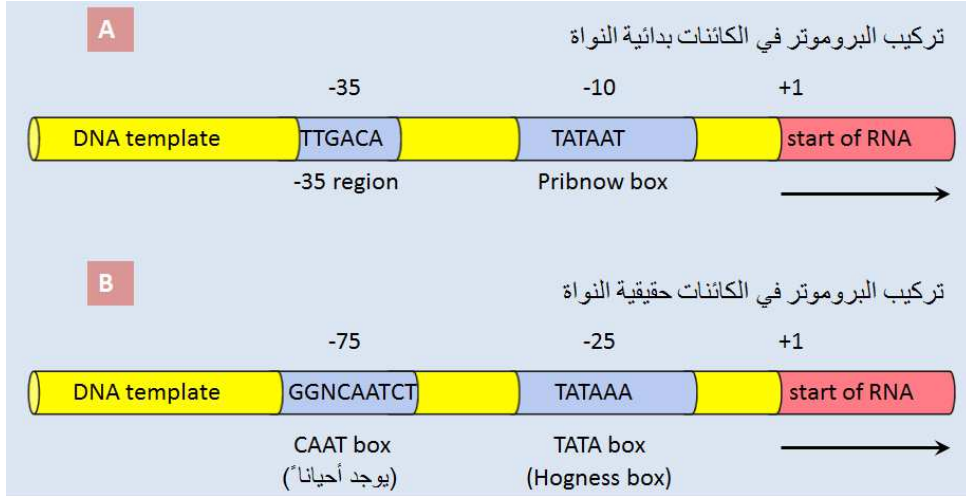 A
تركيب البروموتر في الكائنات بدائية النواة
-35 -10 +1
DNA template TTGACA TATAAT start of RNA
-35 region Pribnow box
B
تركيب البروموتر في الكائنات حقيقية النواة
-75 -25 +1
DNA template GGNCAATCT TATAAA start of RNA
CAAT box TATA box
(يوجد أحياناً) (Hogness box)